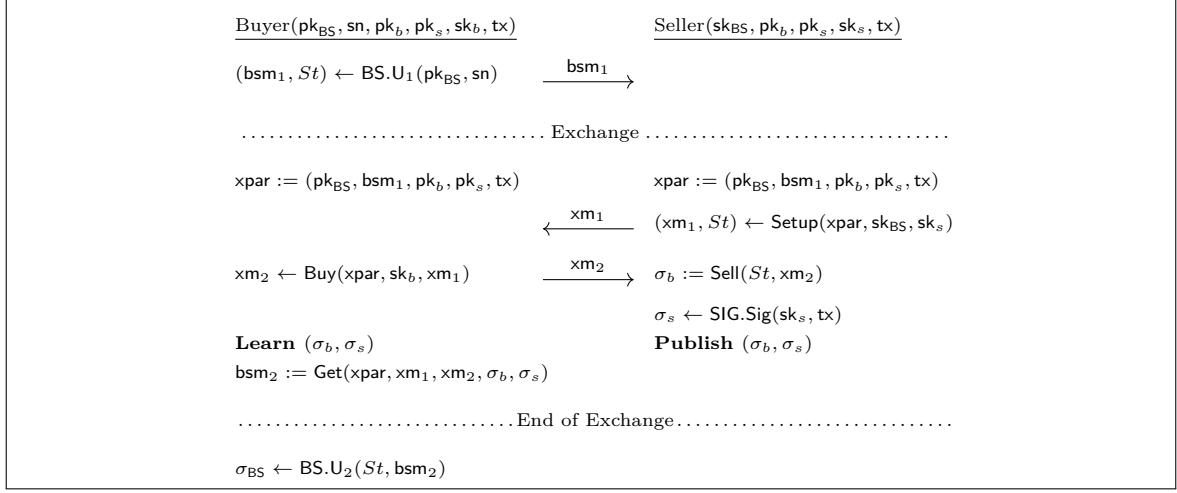 Buyer(pk_BS, sn, pk_b, pk_s, sk_b, tx) Seller(sk_BS, pk_b, pk_s, sk_s, tx)
(bsm_1, St) ← BS.U_1(pk_BS, sn) bsm_1
Exchange
xpar := (pk_BS, bsm_1, pk_b, pk_s, tx) xpar := (pk_BS, bsm_1, pk_b, pk_s, tx)
xm_1 (xm_1, St) ← Setup(xpar, sk_BS, sk_s)
xm_2 ← Buy(xpar, sk_b, xm_1) xm_2 σ_b := Sell(St, xm_2)
σ_s ← SIG.Sig(sk_s, tx)
Learn (σ_b, σ_s) Publish (σ_b, σ_s)
bsm_2 := Get(xpar, xm_1, xm_2, σ_b, σ_s)
End of Exchange
σ_BS ← BS.U_2(St, bsm_2)